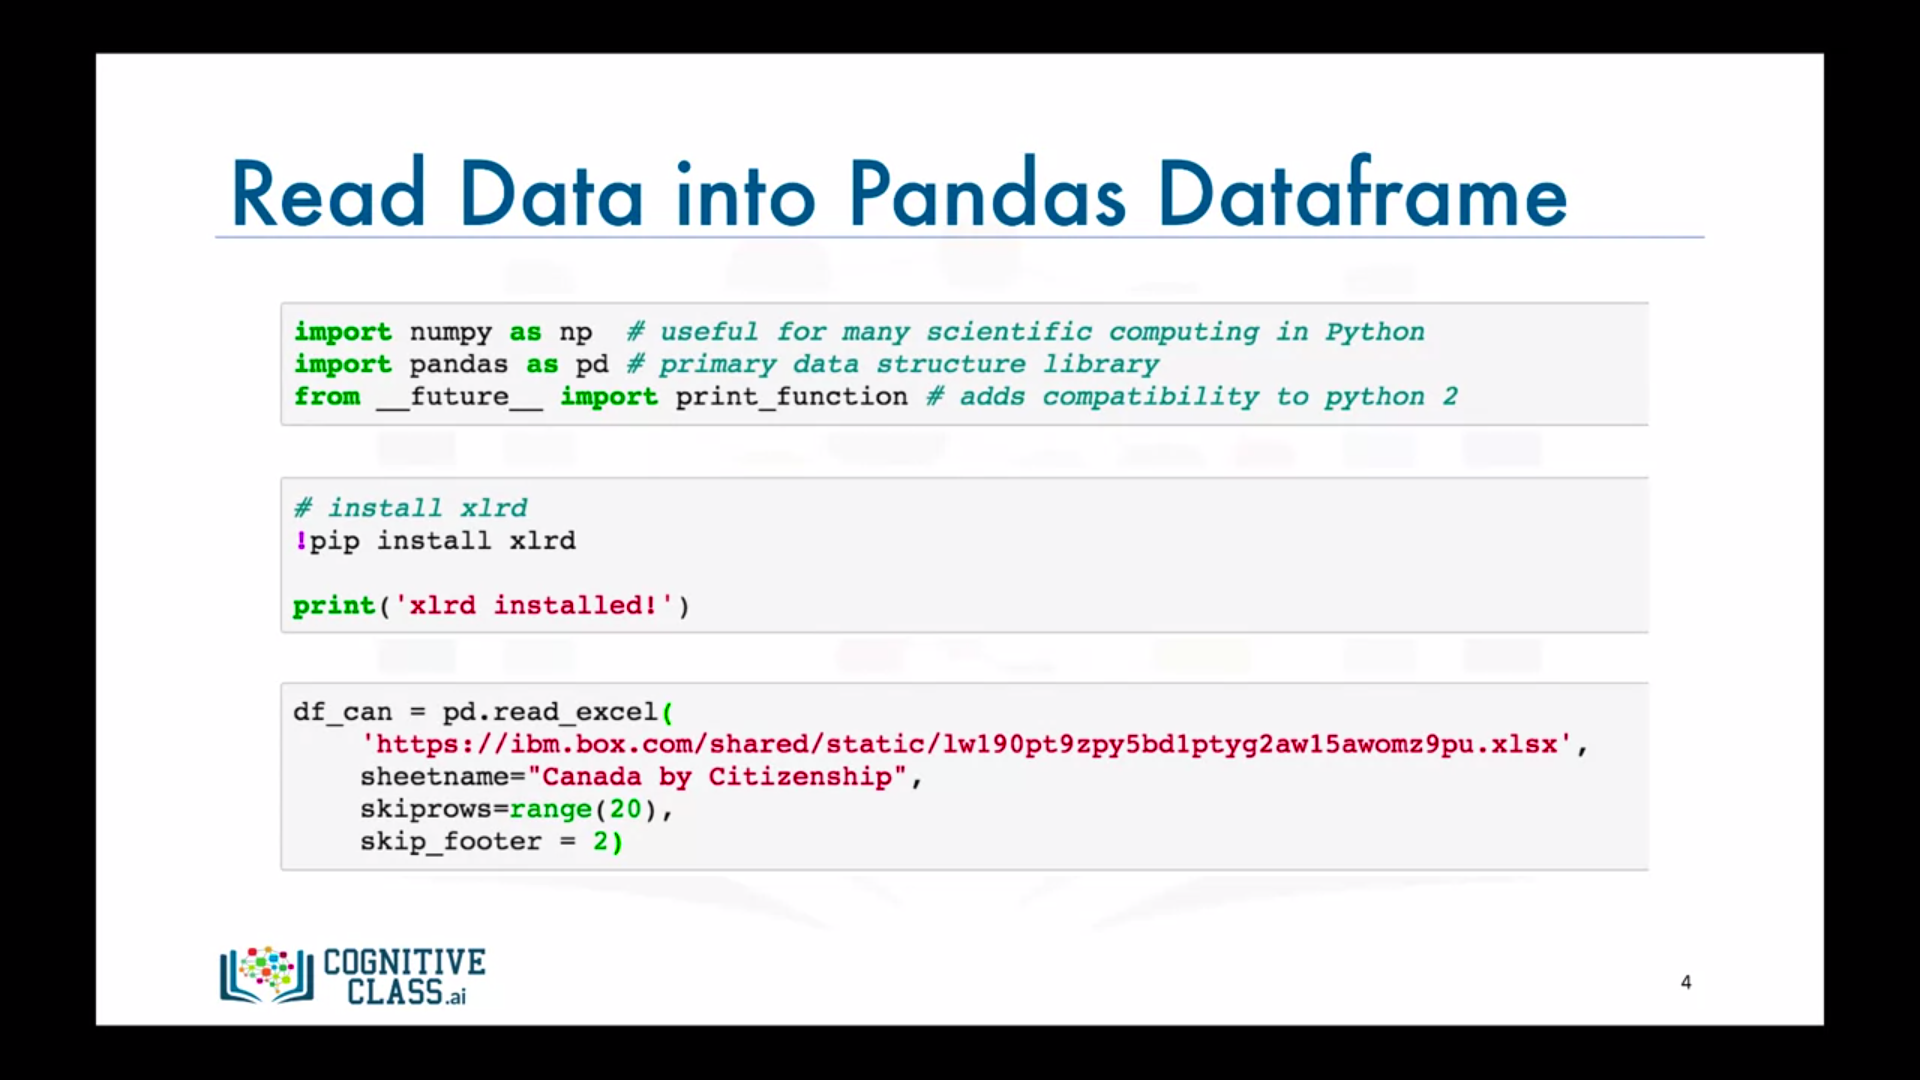 Read Data into Pandas Dataframe
import numpy as np  # useful for many scientific computing in Python
import pandas as pd # primary data structure library
from __future__ import print_function # adds compatibility to python 2
# install xlrd
!pip install xlrd
print('xlrd installed!')
df_can = pd.read_excel(
    'https://ibm.box.com/shared/static/lw190pt9zpy5bd1ptyg2aw15awomz9pu.xlsx',
    sheetname="Canada by Citizenship",
    skiprows=range(20),
    skip_footer = 2)
COGNITIVE
CLASS.ai
4